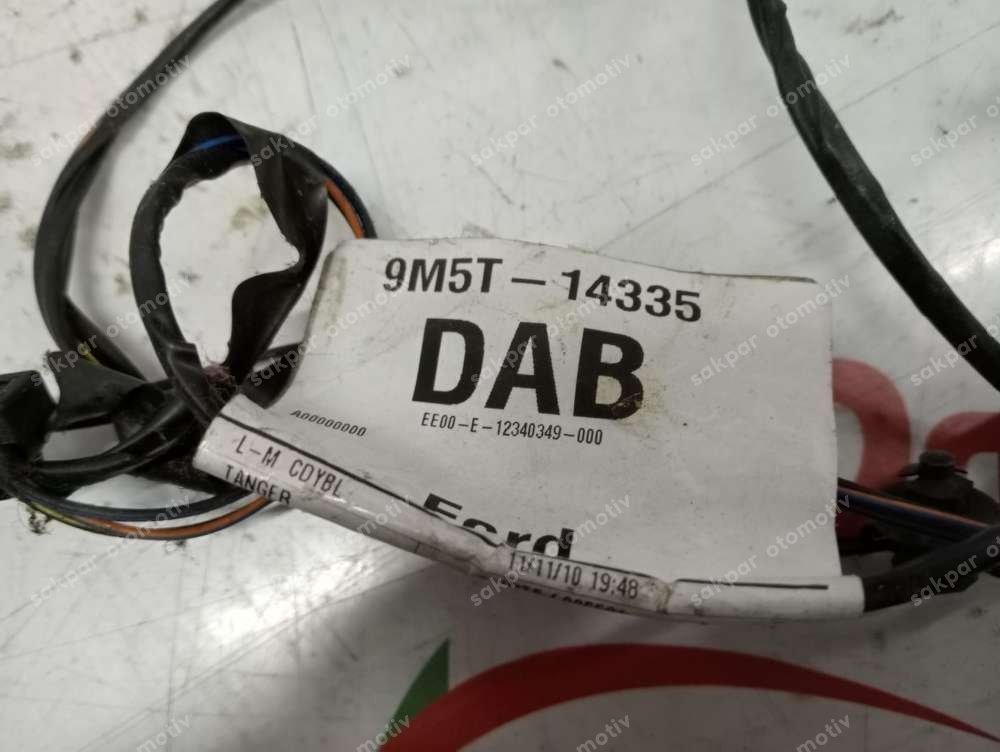 9M5T-14335
DAB
A00000000
EE00-E-12340349-000
L-M CDYBL
TANGER
Ford
11/11/10 19:48
sakpar otomotiv